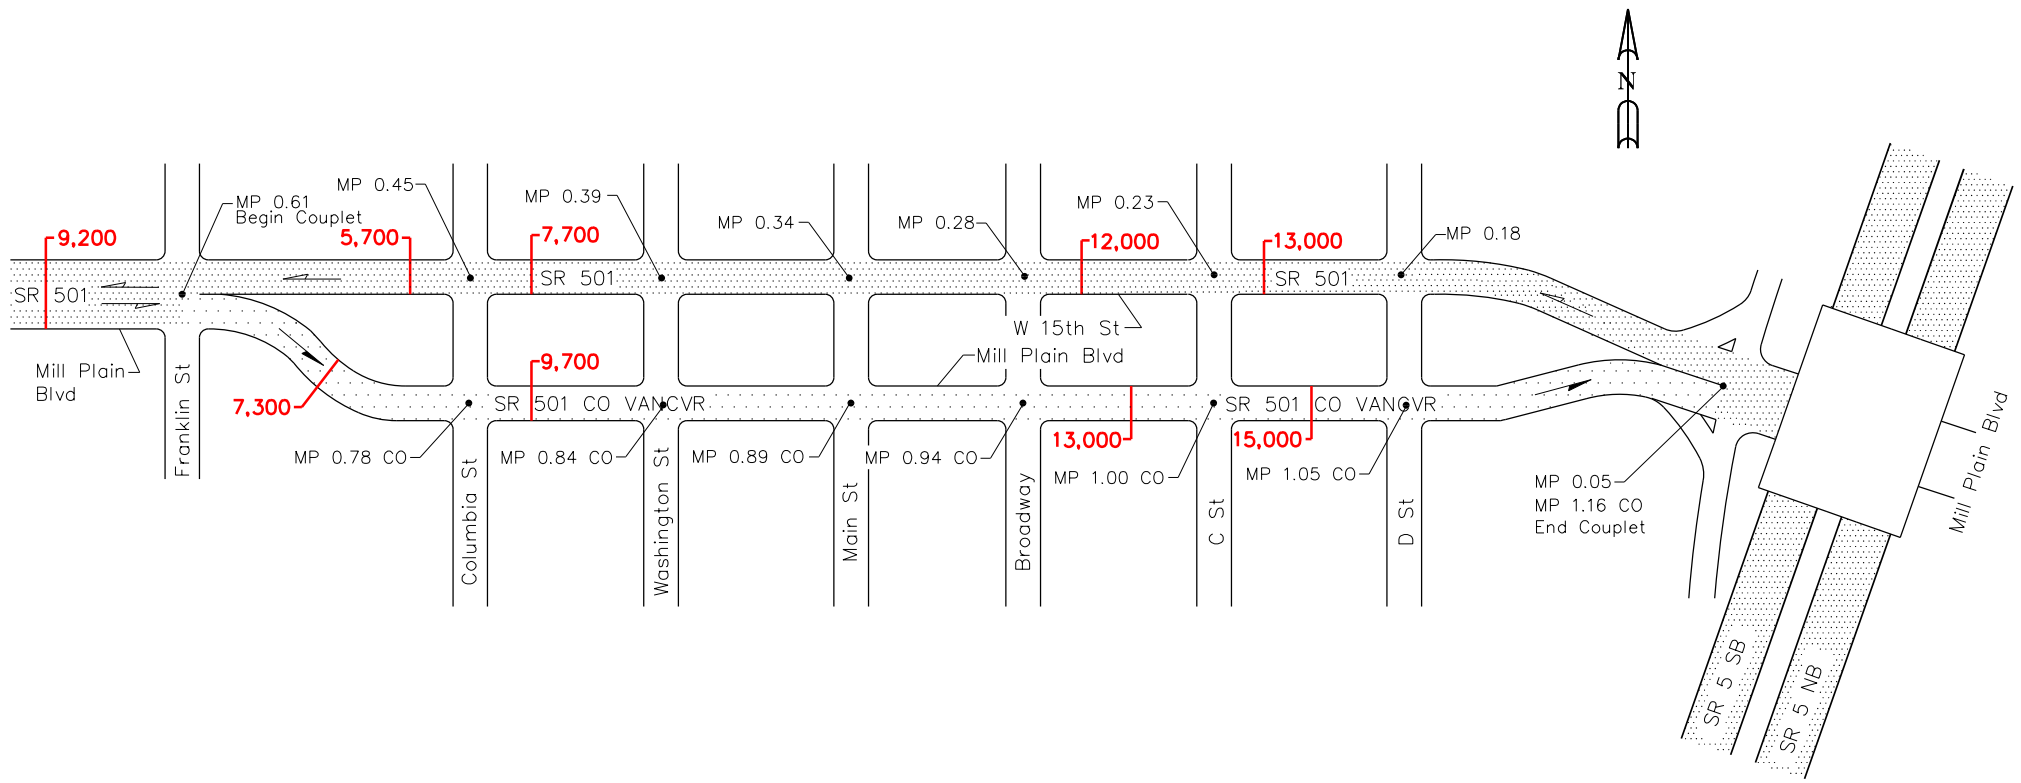 N
MP 0.61
Begin Couplet
MP 0.45
MP 0.39
MP 0.34
MP 0.28
MP 0.23
MP 0.18
9,200
5,700
7,700
12,000
13,000
SR 501
SR 501
SR 501
W 15th St
Mill Plain Blvd
Mill Plain
Blvd
7,300
9,700
SR 501 CO VANCVR
SR 501 CO VANCVR
13,000
15,000
MP 0.78 CO
MP 0.84 CO
MP 0.89 CO
MP 0.94 CO
MP 1.00 CO
MP 1.05 CO
MP 0.05
MP 1.16 CO
End Couplet
Franklin St
Columbia St
Washington St
Main St
Broadway
C St
D St
Mill Plain Blvd
SR 5 SB
SR 5 NB